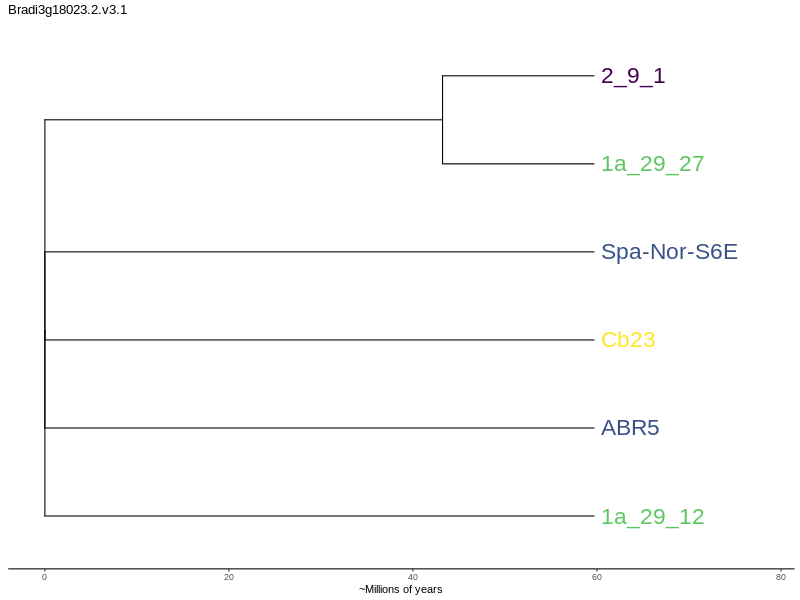 Bradi3g18023.2.v3.1
2_9_1
1a_29_27
Spa-Nor-S6E
Cb23
ABR5
1a_29_12
0 20 40 60 80
~Millions of years